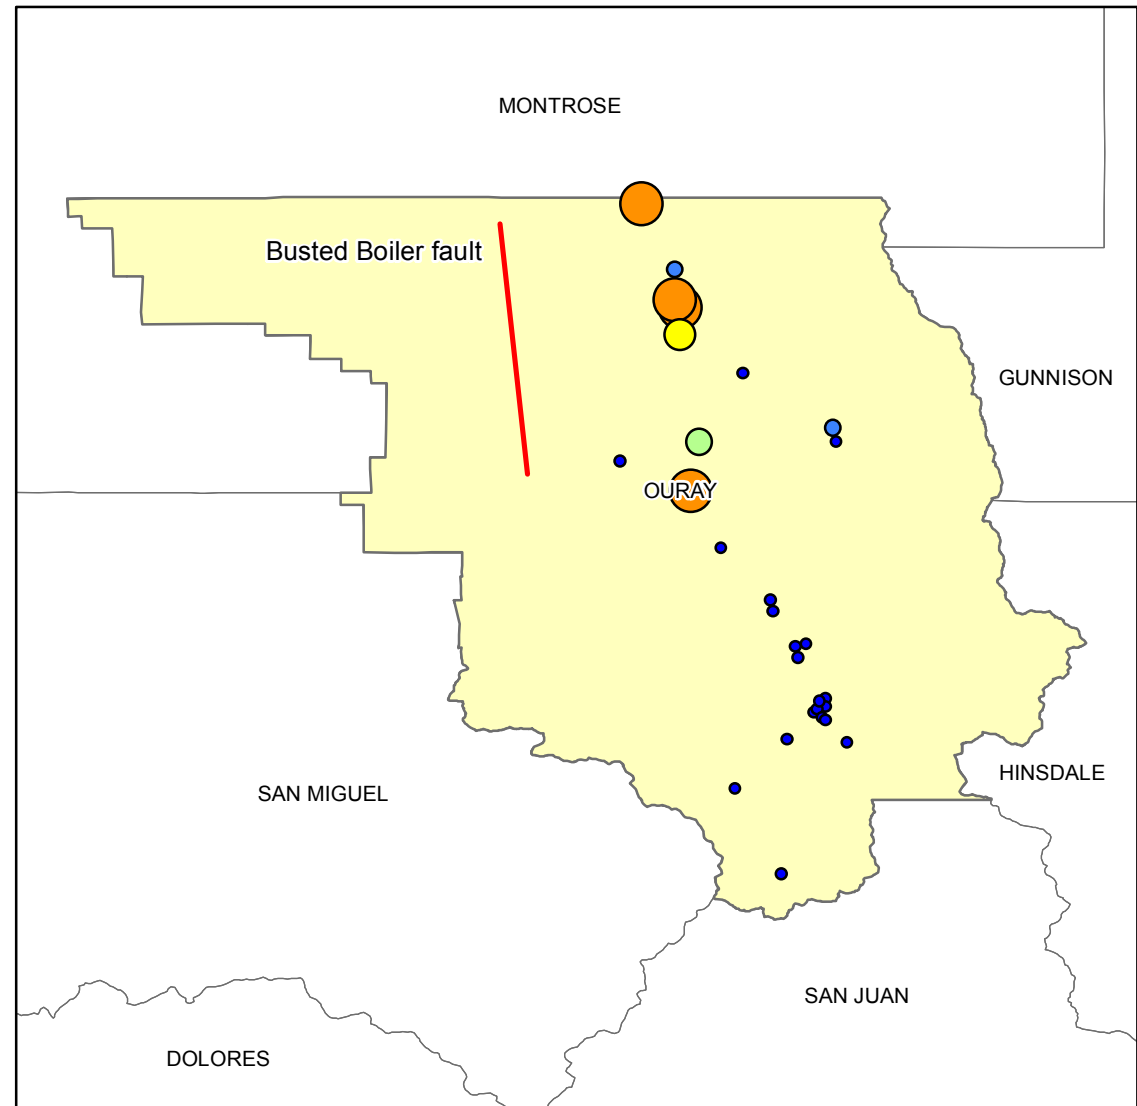 MONTROSE
Busted Boiler fault
GUNNISON
OURAY
HINSDALE
SAN MIGUEL
SAN JUAN
DOLORES